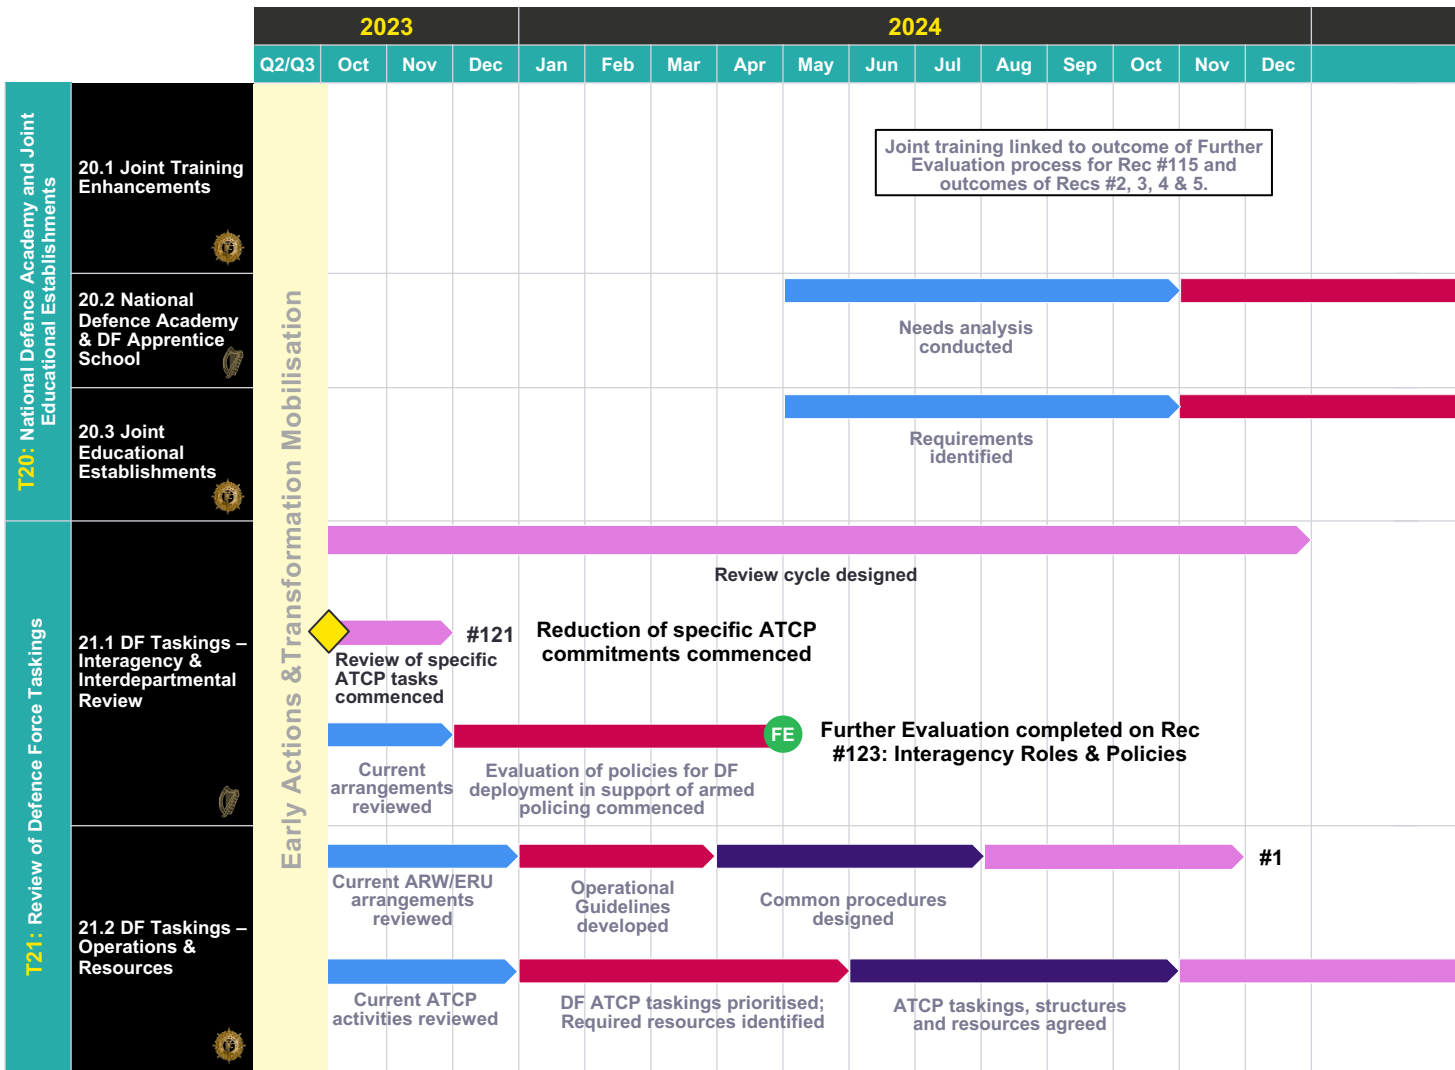 2023
2024
Q2/Q3
Oct
Nov
Dec
Jan
Feb
Mar
Apr
May
Jun
Jul
Aug
Sep
Oct
Nov
Dec
T20: National Defence Academy and Joint
Educational Establishments
Early Actions &Transformation Mobilisation
20.1 Joint Training
Enhancements
Joint training linked to outcome of Further
Evaluation process for Rec #115 and
outcomes of Recs #2, 3, 4 & 5.
20.2 National
Defence Academy
& DF Apprentice
School
Needs analysis
conducted
20.3 Joint
Educational
Establishments
Requirements
identified
T21: Review of Defence Force Taskings
21.1 DF Taskings –
Interagency &
Interdepartmental
Review
Review cycle designed
#121
Reduction of specific ATCP
commitments commenced
Review of specific
ATCP tasks
commenced
FE
Further Evaluation completed on Rec
#123: Interagency Roles & Policies
Current
arrangements
reviewed
Evaluation of policies for DF
deployment in support of armed
policing commenced
21.2 DF Taskings –
Operations &
Resources
#1
Current ARW/ERU
arrangements
reviewed
Operational
Guidelines
developed
Common procedures
designed
Current ATCP
activities reviewed
DF ATCP taskings prioritised;
Required resources identified
ATCP taskings, structures
and resources agreed